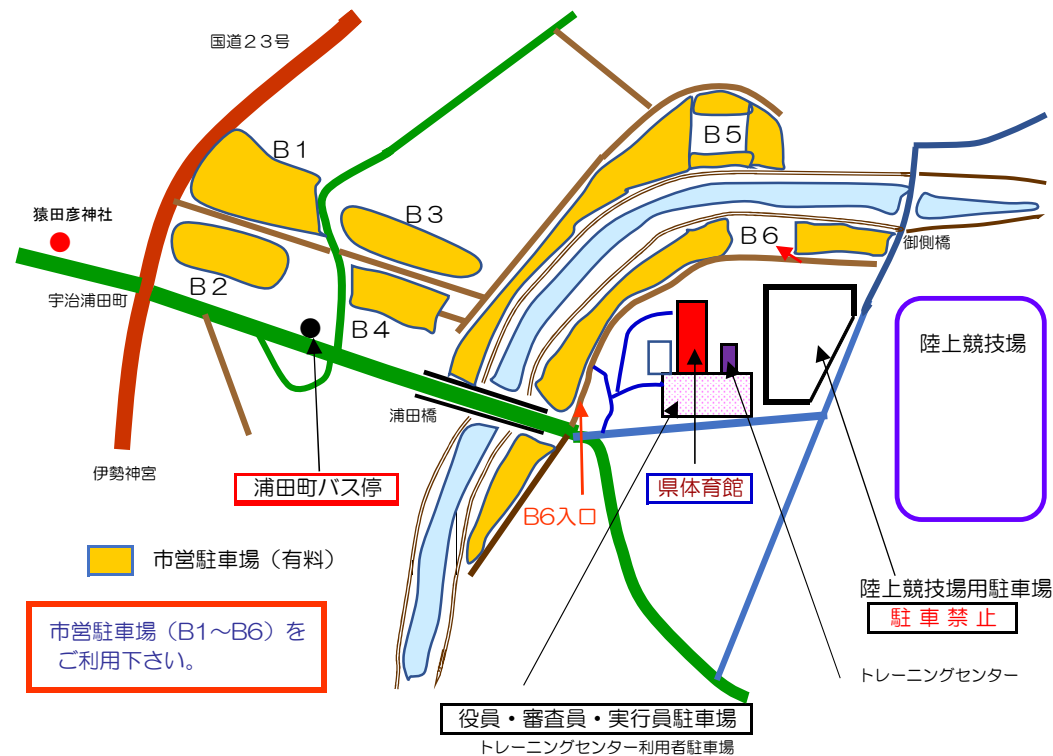 国道２３号
Ｂ１
Ｂ５
猿田彦神社
Ｂ３
Ｂ６
御側橋
Ｂ２
宇治浦田町
Ｂ４
陸上競技場
浦田橋
伊勢神宮
浦田町バス停
県体育館
B6入口
市営駐車場（有料）
陸上競技場用駐車場
駐 車 禁 止
市営駐車場（B1～B6）を
ご利用下さい。
トレーニングセンター
役員・審査員・実行員駐車場
トレーニングセンター利用者駐車場